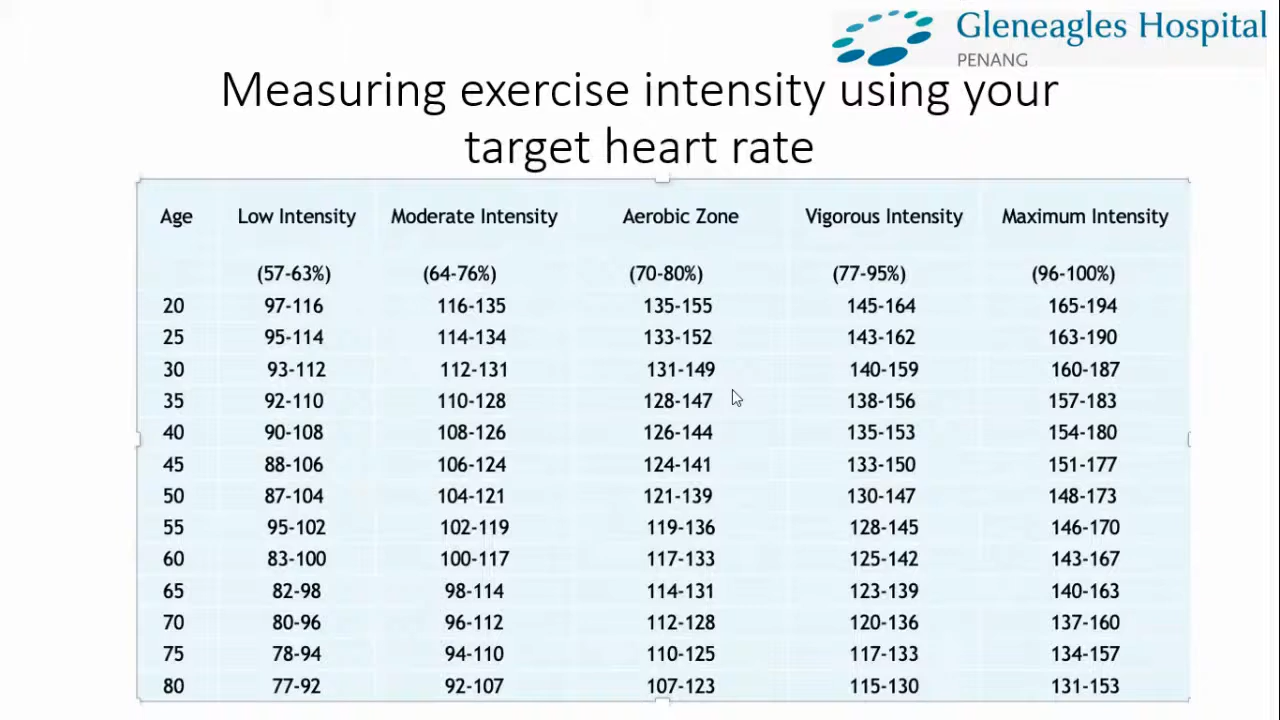 Gleneagles Hospital
PENANG
Measuring exercise intensity using your
target heart rate
Age Low Intensity Moderate Intensity Aerobic Zone Vigorous Intensity Maximum Intensity
(57-63%) (64-76%) (70-80%) (77-95%) (96-100%)
20 97-116 116-135 135-155 145-164 165-194
25 95-114 114-134 133-152 143-162 163-190
30 93-112 112-131 131-149 140-159 160-187
35 92-110 110-128 128-147 138-156 157-183
40 90-108 108-126 126-144 135-153 154-180
45 88-106 106-124 124-141 133-150 151-177
50 87-104 104-121 121-139 130-147 148-173
55 95-102 102-119 119-136 128-145 146-170
60 83-100 100-117 117-133 125-142 143-167
65 82-98 98-114 114-131 123-139 140-163
70 80-96 96-112 112-128 120-136 137-160
75 78-94 94-110 110-125 117-133 134-157
80 77-92 92-107 107-123 115-130 131-153